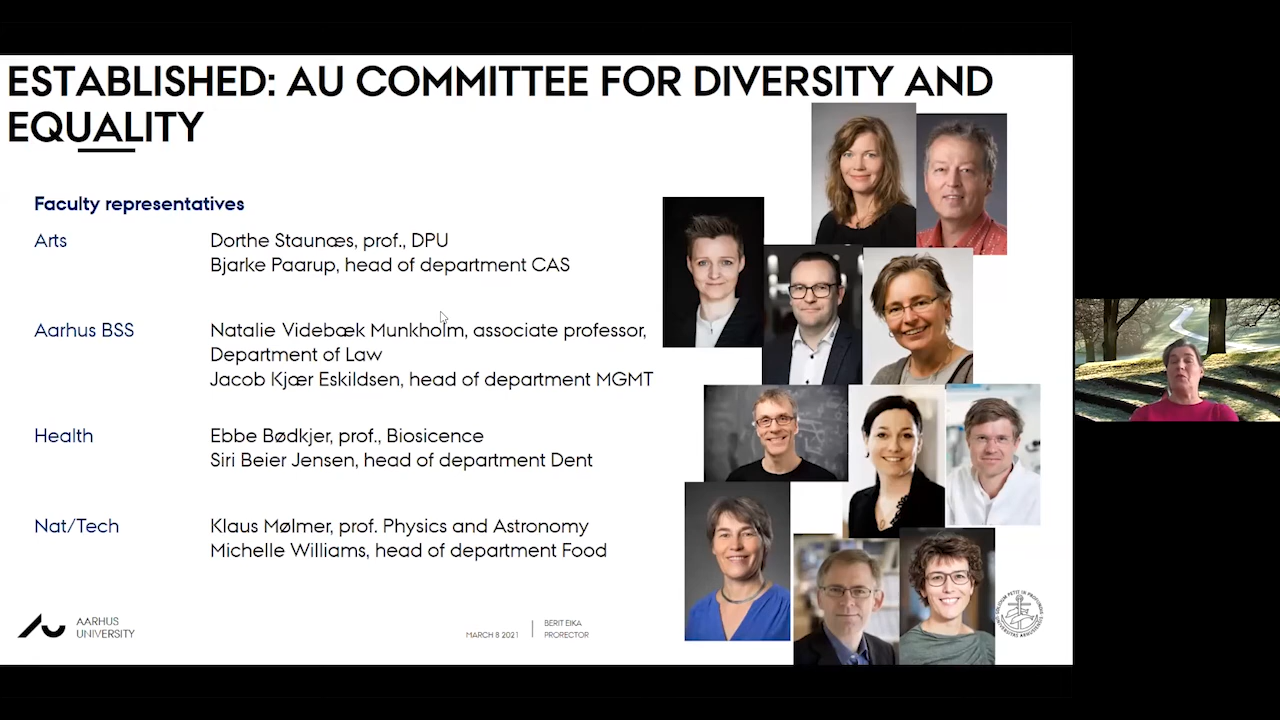 ESTABLISHED: AU COMMITTEE FOR DIVERSITY AND
EQUALITY
Faculty representatives
Arts
Dorthe Staunæs, prof., DPU
Bjarke Paarup, head of department CAS
Aarhus BSS
Natalie Videbæk Munkholm, associate professor,
Department of Law
Jacob Kjær Eskildsen, head of department MGMT
Health
Ebbe Bødkjer, prof., Biosicence
Siri Beier Jensen, head of department Dent
Nat/Tech
Klaus Mølmer, prof. Physics and Astronomy
Michelle Williams, head of department Food
AARHUS
UNIVERSITY
MARCH 8 2021
BERIT EIKA
PRORECTOR